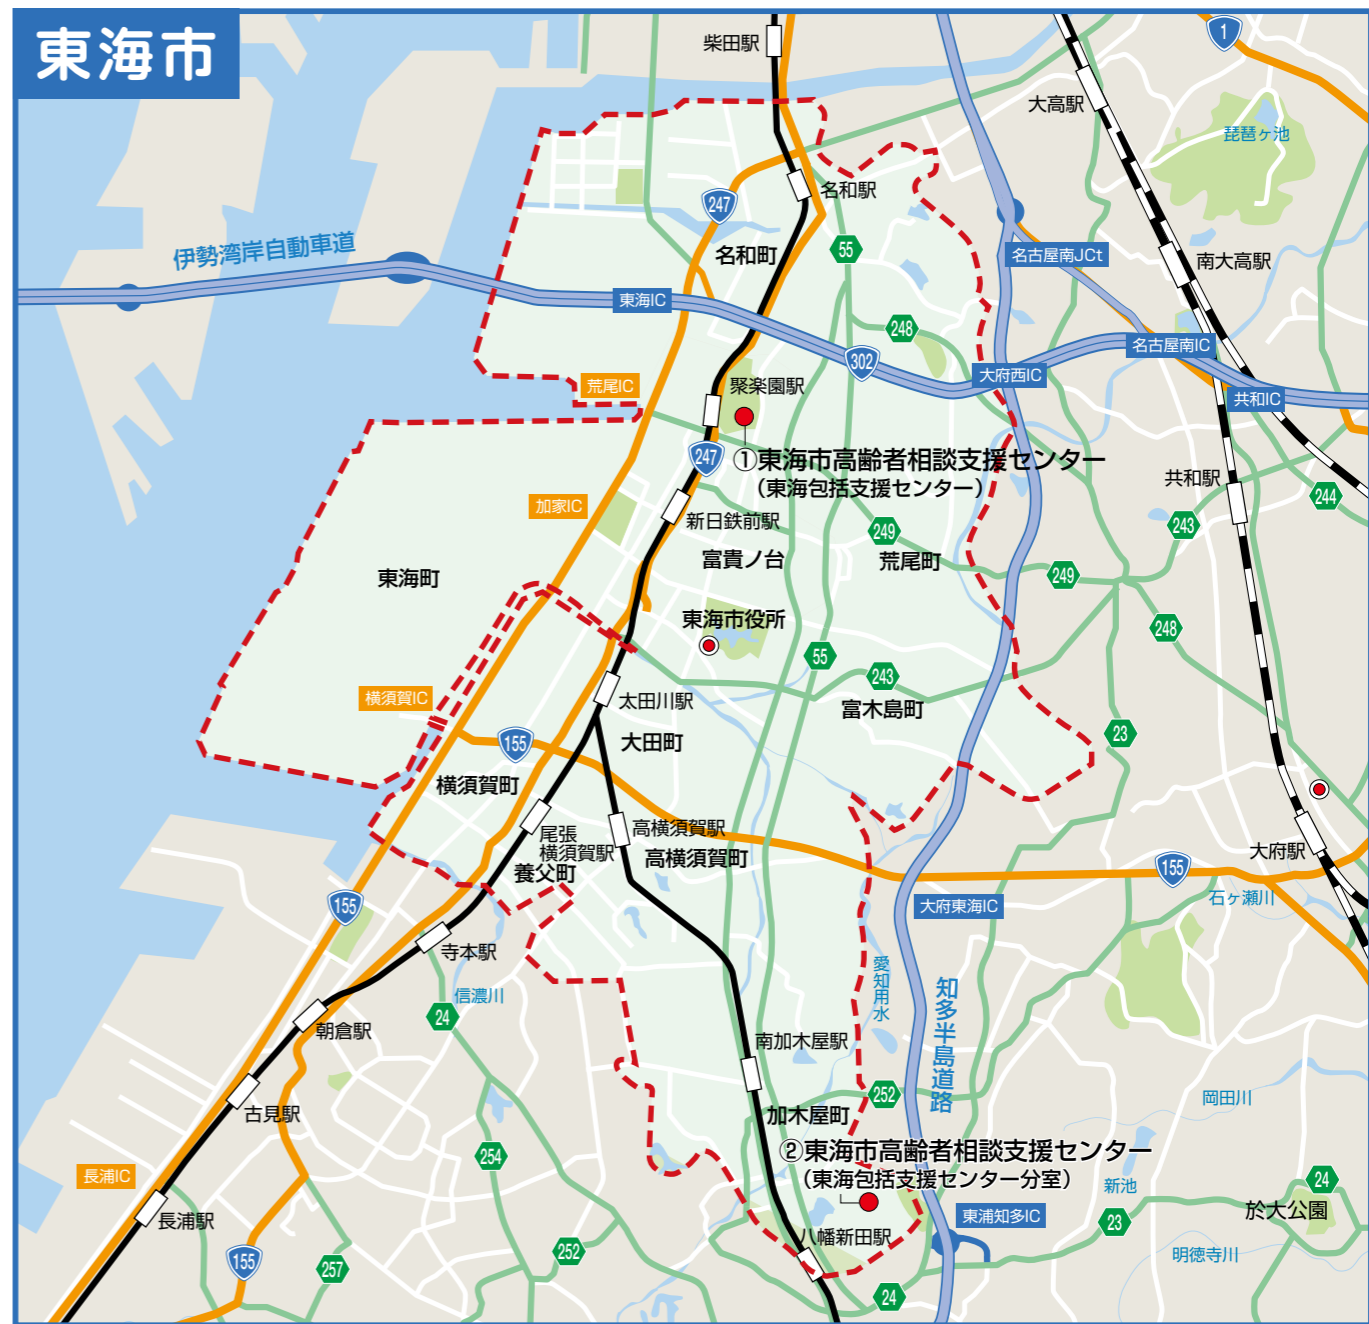 東海市
柴田駅
1
大高駅
琵琶ヶ池
名和駅
247
名和町
55
伊勢湾岸自動車道
名古屋南JCt
南大高駅
東海IC
248
302
名古屋南IC
大府西IC
荒尾IC
聚楽園駅
共和IC
247
①東海市高齢者相談支援センター
（東海包括支援センター）
共和駅
244
加家IC
新日鉄前駅
249
243
富貴ノ台
荒尾町
東海町
249
東海市役所
248
55
243
横須賀IC
太田川駅
富木島町
155
大田町
23
横須賀町
尾張
横須賀駅
高横須賀駅
高横須賀町
養父町
大府駅
155
155
大府東海IC
石ヶ瀬川
寺本駅
愛知用水
信濃川
24
知多半島道路
朝倉駅
南加木屋駅
252
古見駅
加木屋町
岡田川
254
②東海市高齢者相談支援センター
（東海包括支援センター分室）
長浦IC
新池
24
長浦駅
東浦知多IC
23
於大公園
八幡新田駅
155
257
252
明徳寺川
24